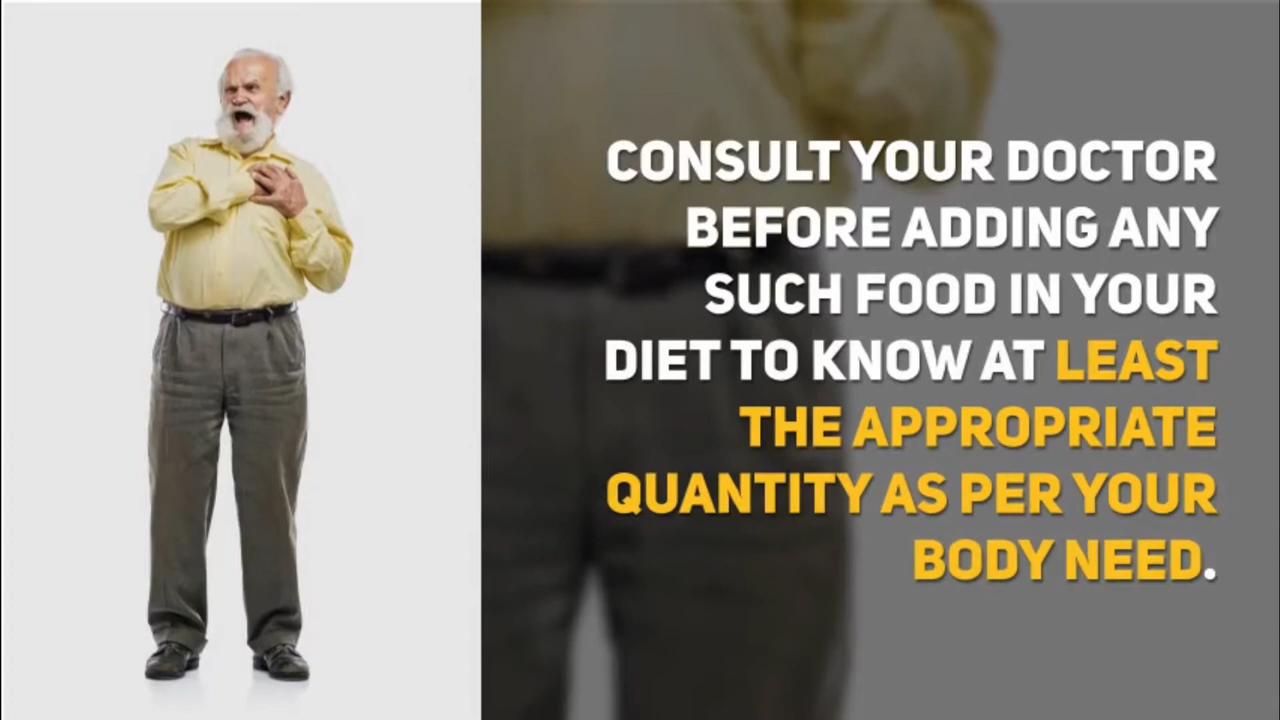 CONSULT YOUR DOCTOR
BEFORE ADDING ANY
SUCH FOOD IN YOUR
DIET TO KNOW AT LEAST
THE APPROPRIATE
QUANTITY AS PER YOUR
BODY NEED.